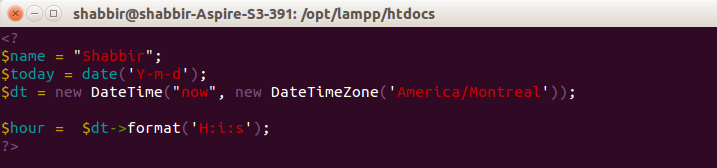 shabbir@shabbir-Aspire-S3-391: /opt/lampp/htdocs
<?
$name = "Shabbir";
$today = date('Y-m-d');
$dt = new DateTime("now", new DateTimeZone('America/Montreal'));
$hour =  $dt->format('H:i:s');
?>